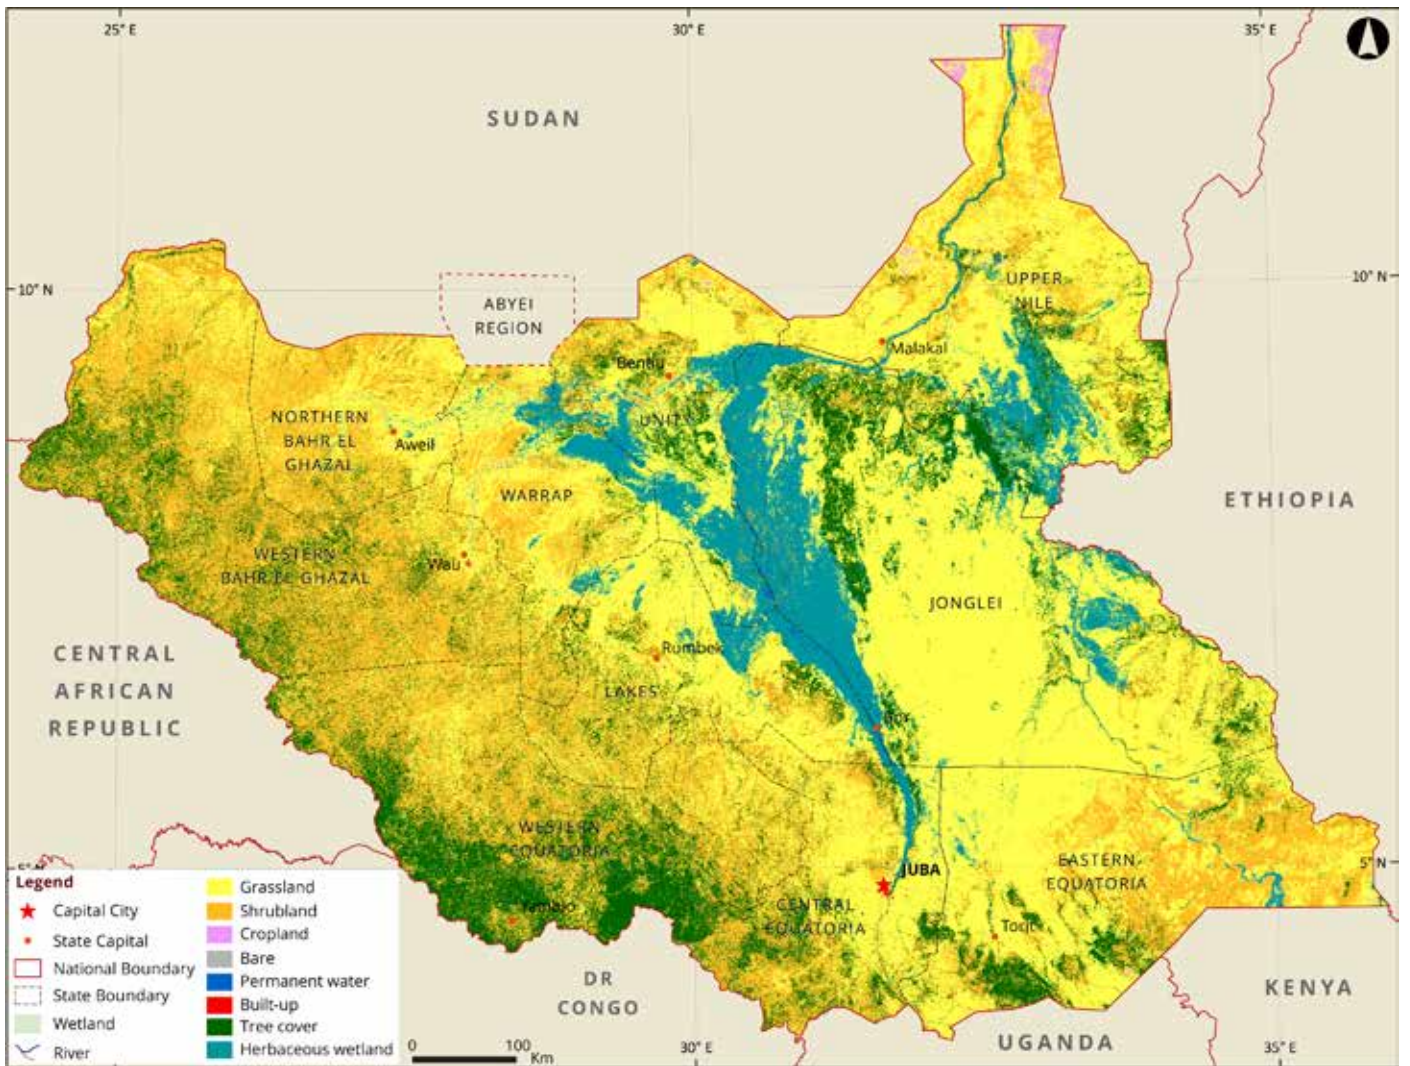 25° E
30° E
35° E
SUDAN
10° N
10° N
ABYEI
REGION
UPPER
NILE
Malakal
Bentiu
UNITY
NORTHERN
BAHR EL
GHAZAL
Aweil
WARRAP
ETHIOPIA
WESTERN
BAHR EL GHAZAL
Wau
JONGLEI
CENTRAL
AFRICAN
REPUBLIC
Rumbek
LAKES
Bor
WESTERN
EQUATORIA
5° N
5° N
JUBA
EASTERN
EQUATORIA
CENTRAL
EQUATORIA
Yambio
Torit
DR
CONGO
KENYA
UGANDA
Legend
Capital City
State Capital
National Boundary
State Boundary
Wetland
River
Grassland
Shrubland
Cropland
Bare
Permanent water
Built-up
Tree cover
Herbaceous wetland
0 100
Km
30° E
35° E